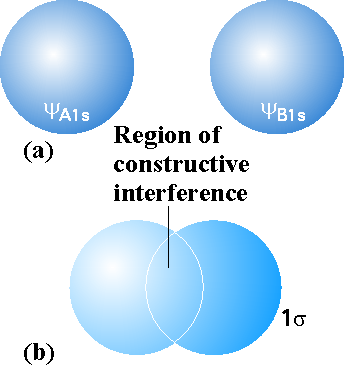 ψA1s
ψB1s
(a)
Region of
constructive
interference
1σ
(b)